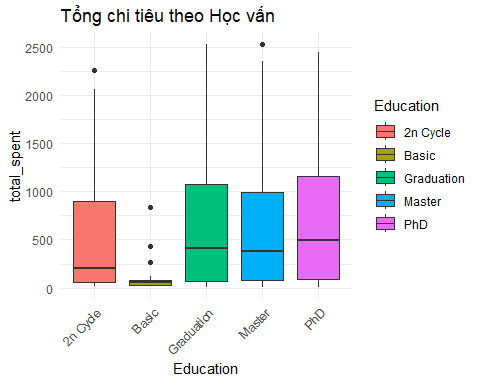 Tổng chi tiêu theo Học vấn
total_spent
2500
2000
1500
1000
500
0
2n Cycle
Basic
Graduation
Master
PhD
Education
Education
2n Cycle
Basic
Graduation
Master
PhD